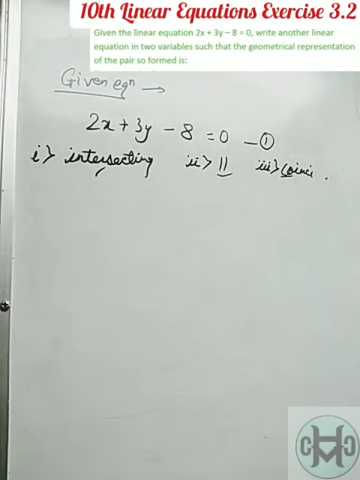 10th Linear Equations Exercise 3.2
Given the linear equation 2x + 3y – 8 = 0, write another linear
equation in two variables such that the geometrical representation
of the pair so formed is:
Given eqn →
2x + 3y - 8 = 0 - ①
i> intersecting ii> || iii> coinci.